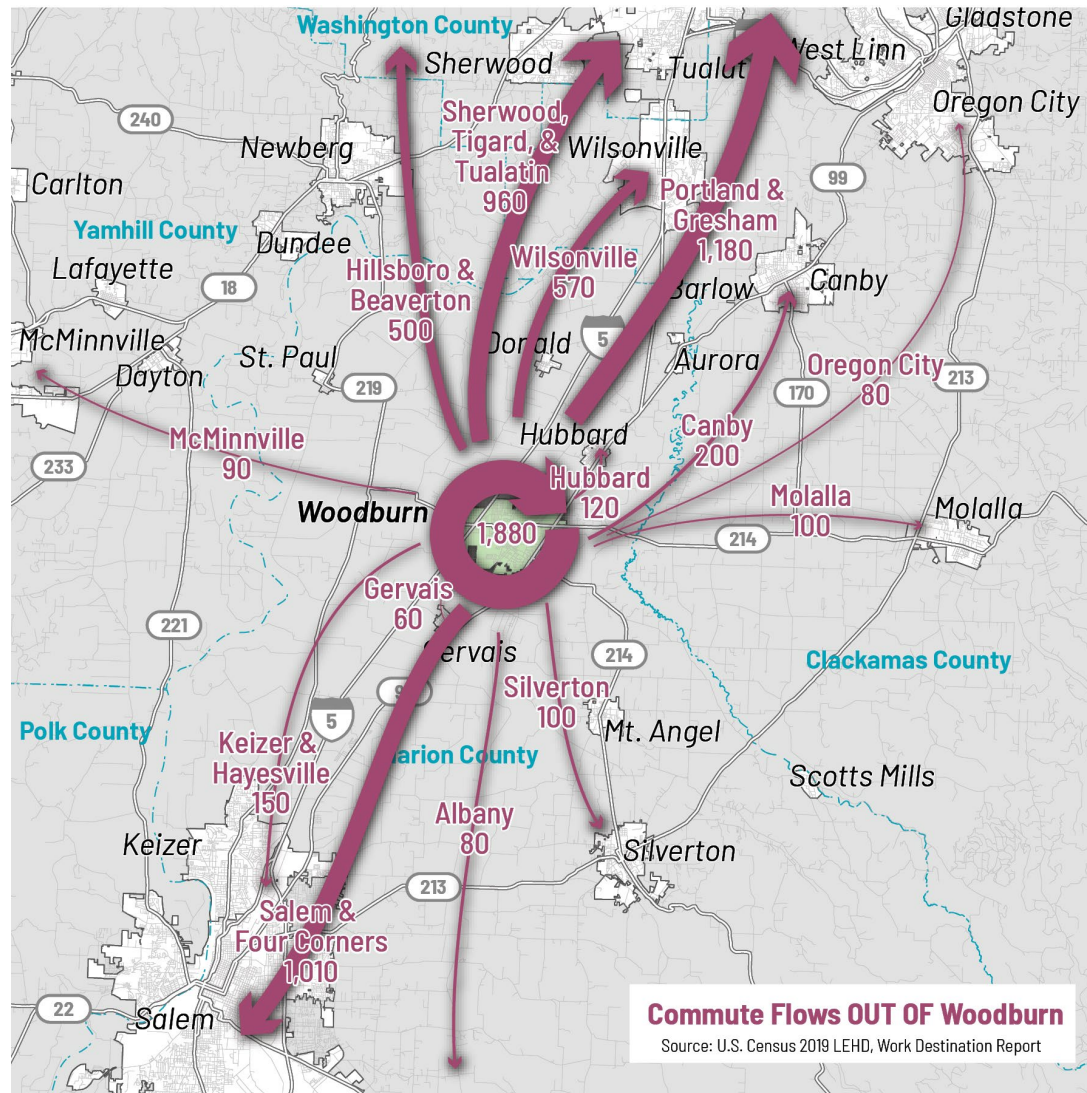 Washington County
Gladstone
West Linn
Sherwood
Tualat
Oregon City
240
Sherwood,
Tigard, &
Tualatin
960
Newberg
Wilsonville
Carlton
99
Portland &
Gresham
1,180
Yamhill County
Dundee
Lafayette
18
Hillsboro &
Beaverton
500
Wilsonville
570
Barlow
Canby
McMinnville
Dayton
St. Paul
219
Donald
5
Aurora
170
Oregon City
80
213
McMinnville
90
233
Hubbard
Canby
200
Hubbard
120
Woodburn
1,880
Molalla
100
Molalla
214
Gervais
60
221
Gervais
214
Clackamas County
Silverton
100
Polk County
5
9
Keizer &
Hayesville
150
arion County
Mt. Angel
Scotts Mills
Albany
80
Keizer
Silverton
213
Salem &
Four Corners
1,010
22
Salem
Commute Flows OUT OF Woodburn
Source: U.S. Census 2019 LEHD, Work Destination Report